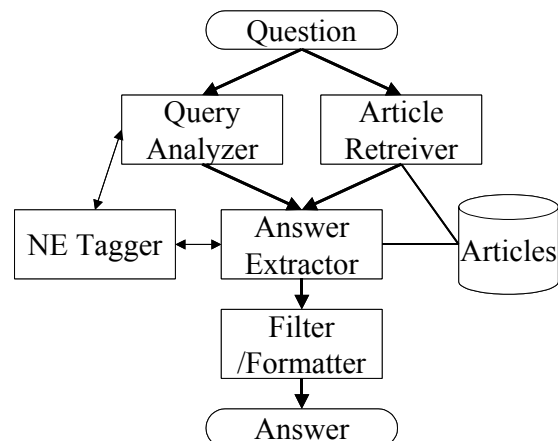 Question
Query
Analyzer
Article
Retreiver
NE Tagger
Answer
Extractor
Articles
Filter
/Formatter
Answer